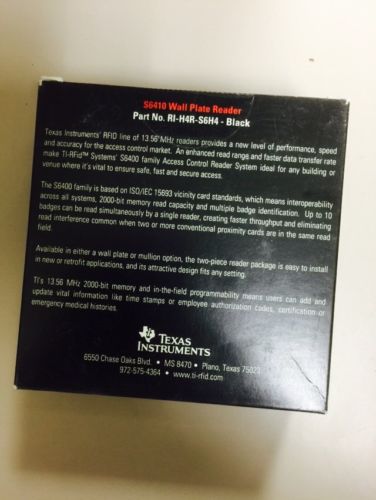 S6410 Wall Plate Reader
Part No. RI-H4R-S6H4 - Black
Texas Instruments' RFID line of 13.56 MHz readers provides a new level of performance, speed
and accuracy for the access control market. An enhanced read range and faster data transfer rate
make TI-RFid™ Systems' S6400 family Access Control Reader System ideal for any building or
venue where it's vital to ensure safe, fast and secure access.
The S6400 family is based on ISO/IEC 15693 vicinity card standards, which means interoperability
across all systems, 2000-bit memory read capacity and multiple badge identification. Up to 10
badges can be read simultaneously by a single reader, creating faster throughput and eliminating
read interference common when two or more conventional proximity cards are in the same read
field.
Available in either a wall plate or mullion option, the two-piece reader package is easy to install
in new or retrofit applications, and its attractive design fits any setting.
TI's 13.56 MHz 2000-bit memory and in-the-field programmability means users can add and
update vital information like time stamps or employee authorization codes, certification or
emergency medical histories.
TEXAS
INSTRUMENTS
6550 Chase Oaks Blvd. • MS 8470 • Plano, Texas 75023
972-575-4364 • www.ti-rfid.com